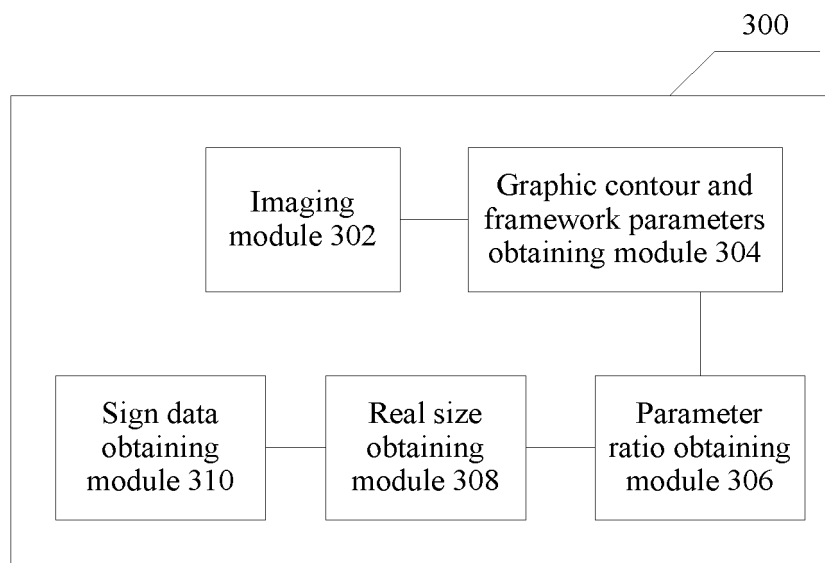 300
Imaging
module 302
Graphic contour and
framework parameters
obtaining module 304
Sign data
obtaining
module 310
Real size
obtaining
module 308
Parameter
ratio obtaining
module 306